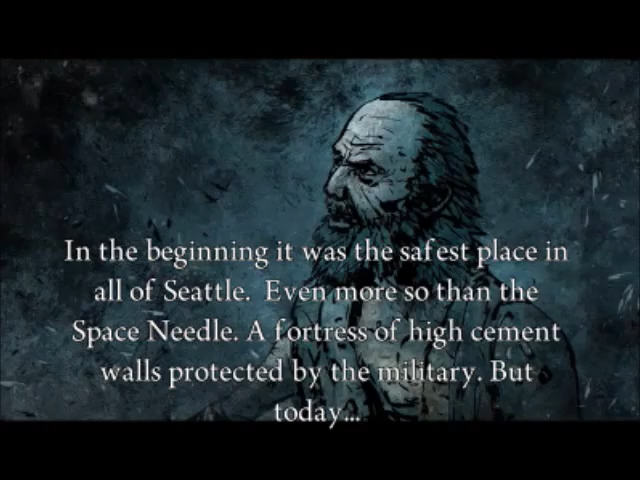 In the beginning it was the safest place in
all of Seattle.  Even more so than the
Space Needle. A fortress of high cement
walls protected by the military. But
today...